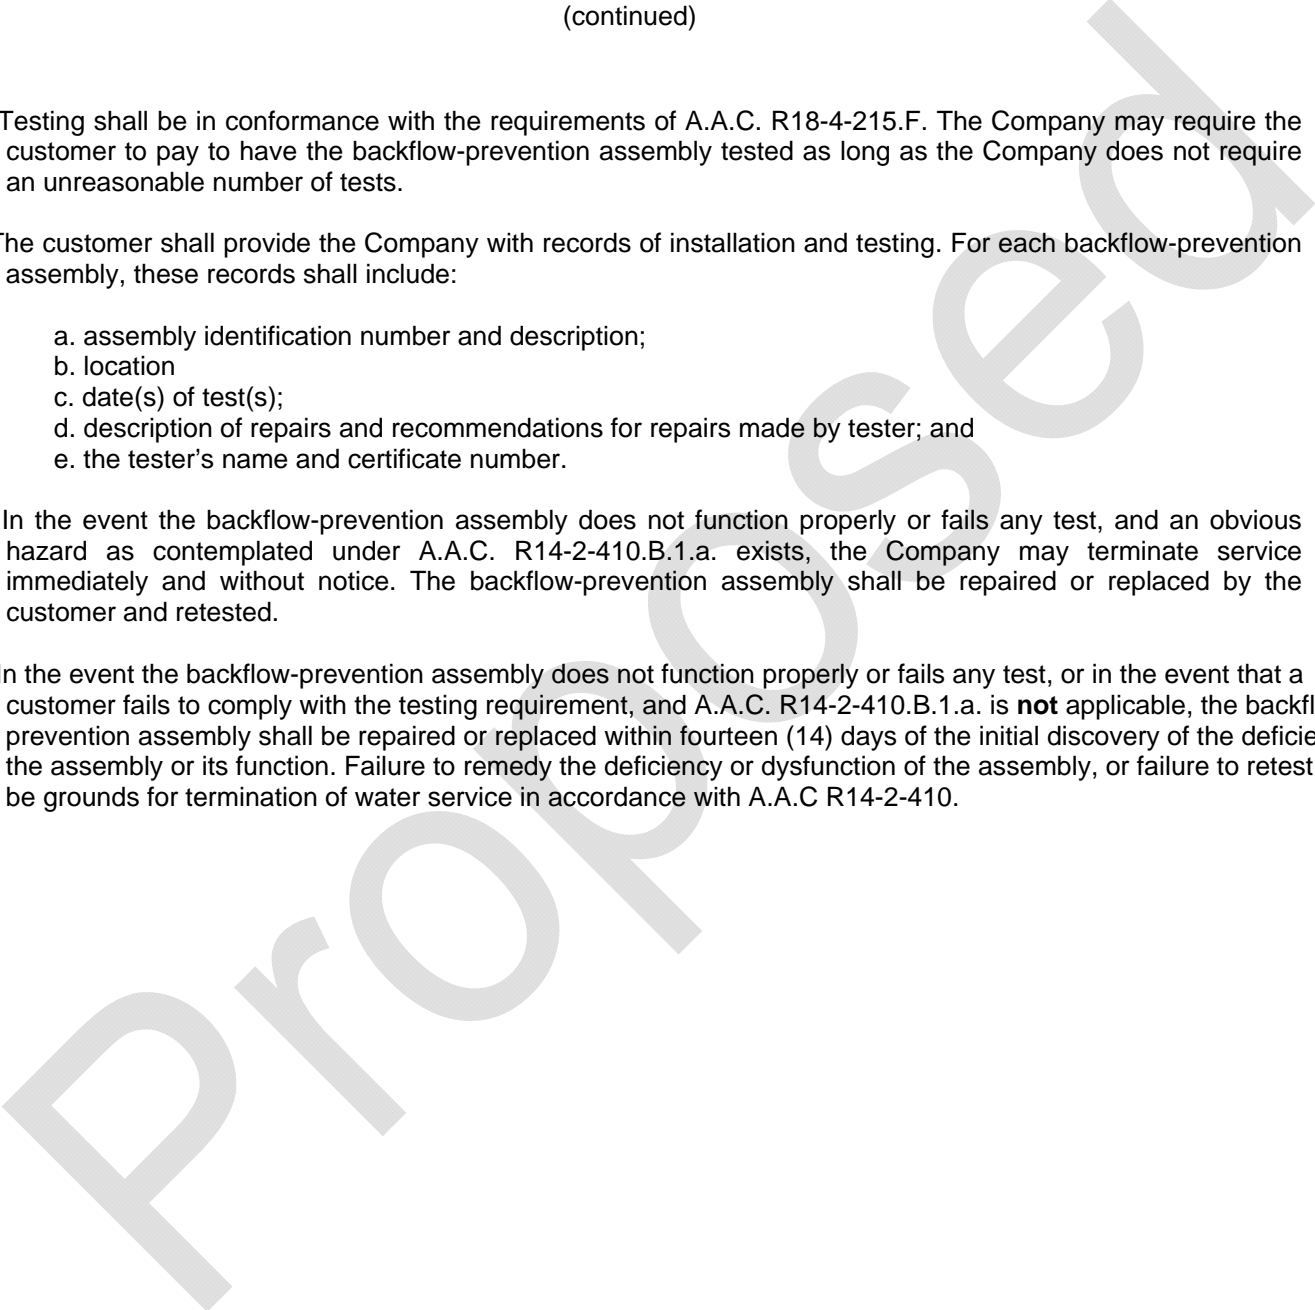 (continued)
Testing shall be in conformance with the requirements of A.A.C. R18-4-215.F. The Company may require the
customer to pay to have the backflow-prevention assembly tested as long as the Company does not require
an unreasonable number of tests.
The customer shall provide the Company with records of installation and testing. For each backflow-prevention
assembly, these records shall include:
a. assembly identification number and description;
b. location
c. date(s) of test(s);
d. description of repairs and recommendations for repairs made by tester; and
e. the tester’s name and certificate number.
In the event the backflow-prevention assembly does not function properly or fails any test, and an obvious
hazard as contemplated under A.A.C. R14-2-410.B.1.a. exists, the Company may terminate service
immediately and without notice. The backflow-prevention assembly shall be repaired or replaced by the
customer and retested.
In the event the backflow-prevention assembly does not function properly or fails any test, or in the event that a
customer fails to comply with the testing requirement, and A.A.C. R14-2-410.B.1.a. is not applicable, the
prevention assembly shall be repaired or replaced within fourteen (14) days of the initial discovery of the
the assembly or its function. Failure to remedy the deficiency or dysfunction of the assembly, or failure to retest
be grounds for termination of water service in accordance with A.A.C R14-2-410.
Proposed